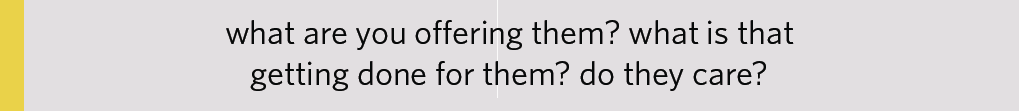 what are you offering them? what is that
getting done for them? do they care?